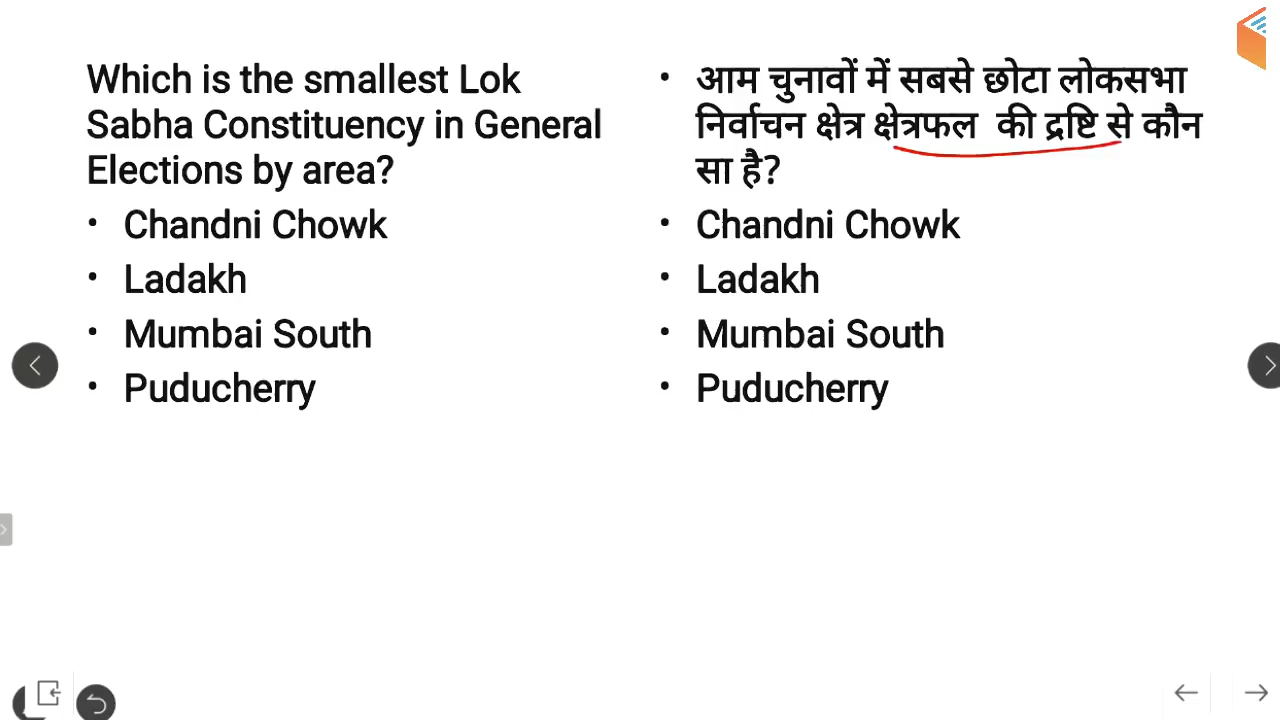 Which is the smallest Lok
Sabha Constituency in General
Elections by area?
• Chandni Chowk
• Ladakh
• Mumbai South
• Puducherry
• आम चुनावों में सबसे छोटा लोकसभा
निर्वाचन क्षेत्र क्षेत्रफल की द्रष्टि से कौन
सा है?
• Chandni Chowk
• Ladakh
• Mumbai South
• Puducherry